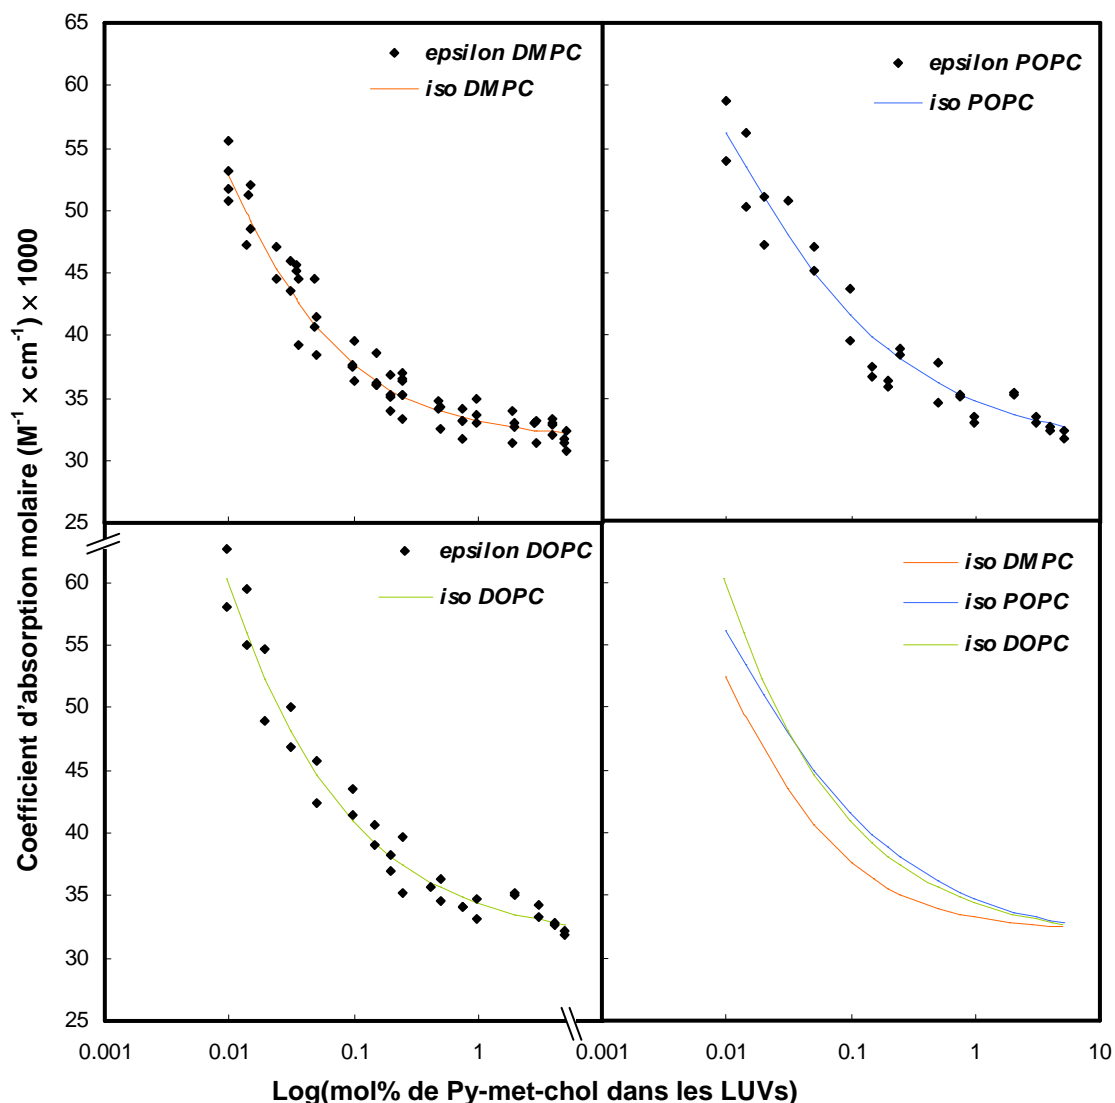 65
60
55
50
45
40
35
30
25
60
55
50
45
40
35
30
25
Coefficient d'absorption molaire (M⁻¹ × cm⁻¹) × 1000
epsilon DMPC
iso DMPC
epsilon POPC
iso POPC
epsilon DOPC
iso DOPC
iso DMPC
iso POPC
iso DOPC
0.001 0.01 0.1 1 0.001 0.01 0.1 1 10
Log(mol% de Py-met-chol dans les LUVs)